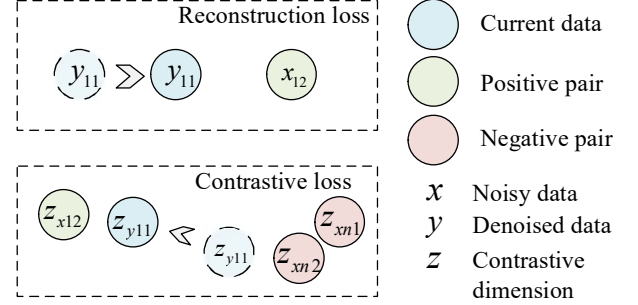 Reconstruction loss
y11 y11 x12
Contrastive loss
zx12 zy11 zy11 zxn2 zxn1
Current data
Positive pair
Negative pair
x Noisy data
y Denoised data
z Contrastive
dimension